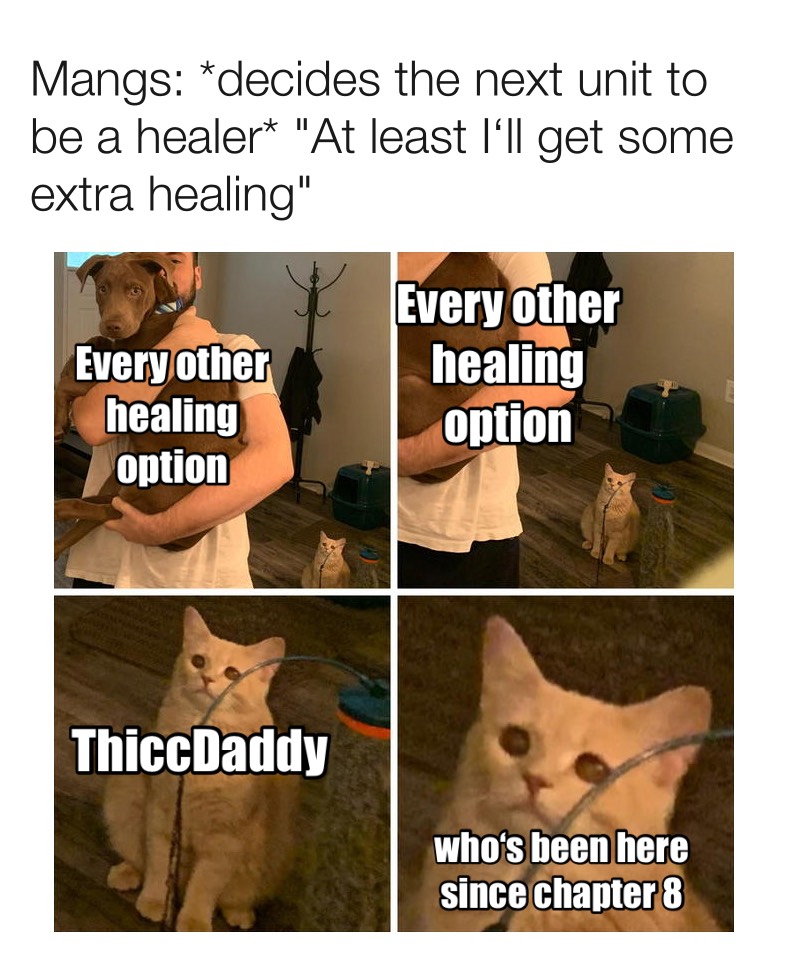 Mangs: *decides the next unit to
be a healer* "At least I‘ll get some
extra healing"
Every other
healing
option
Every other
healing
option
ThiccDaddy
who‘s been here
since chapter 8